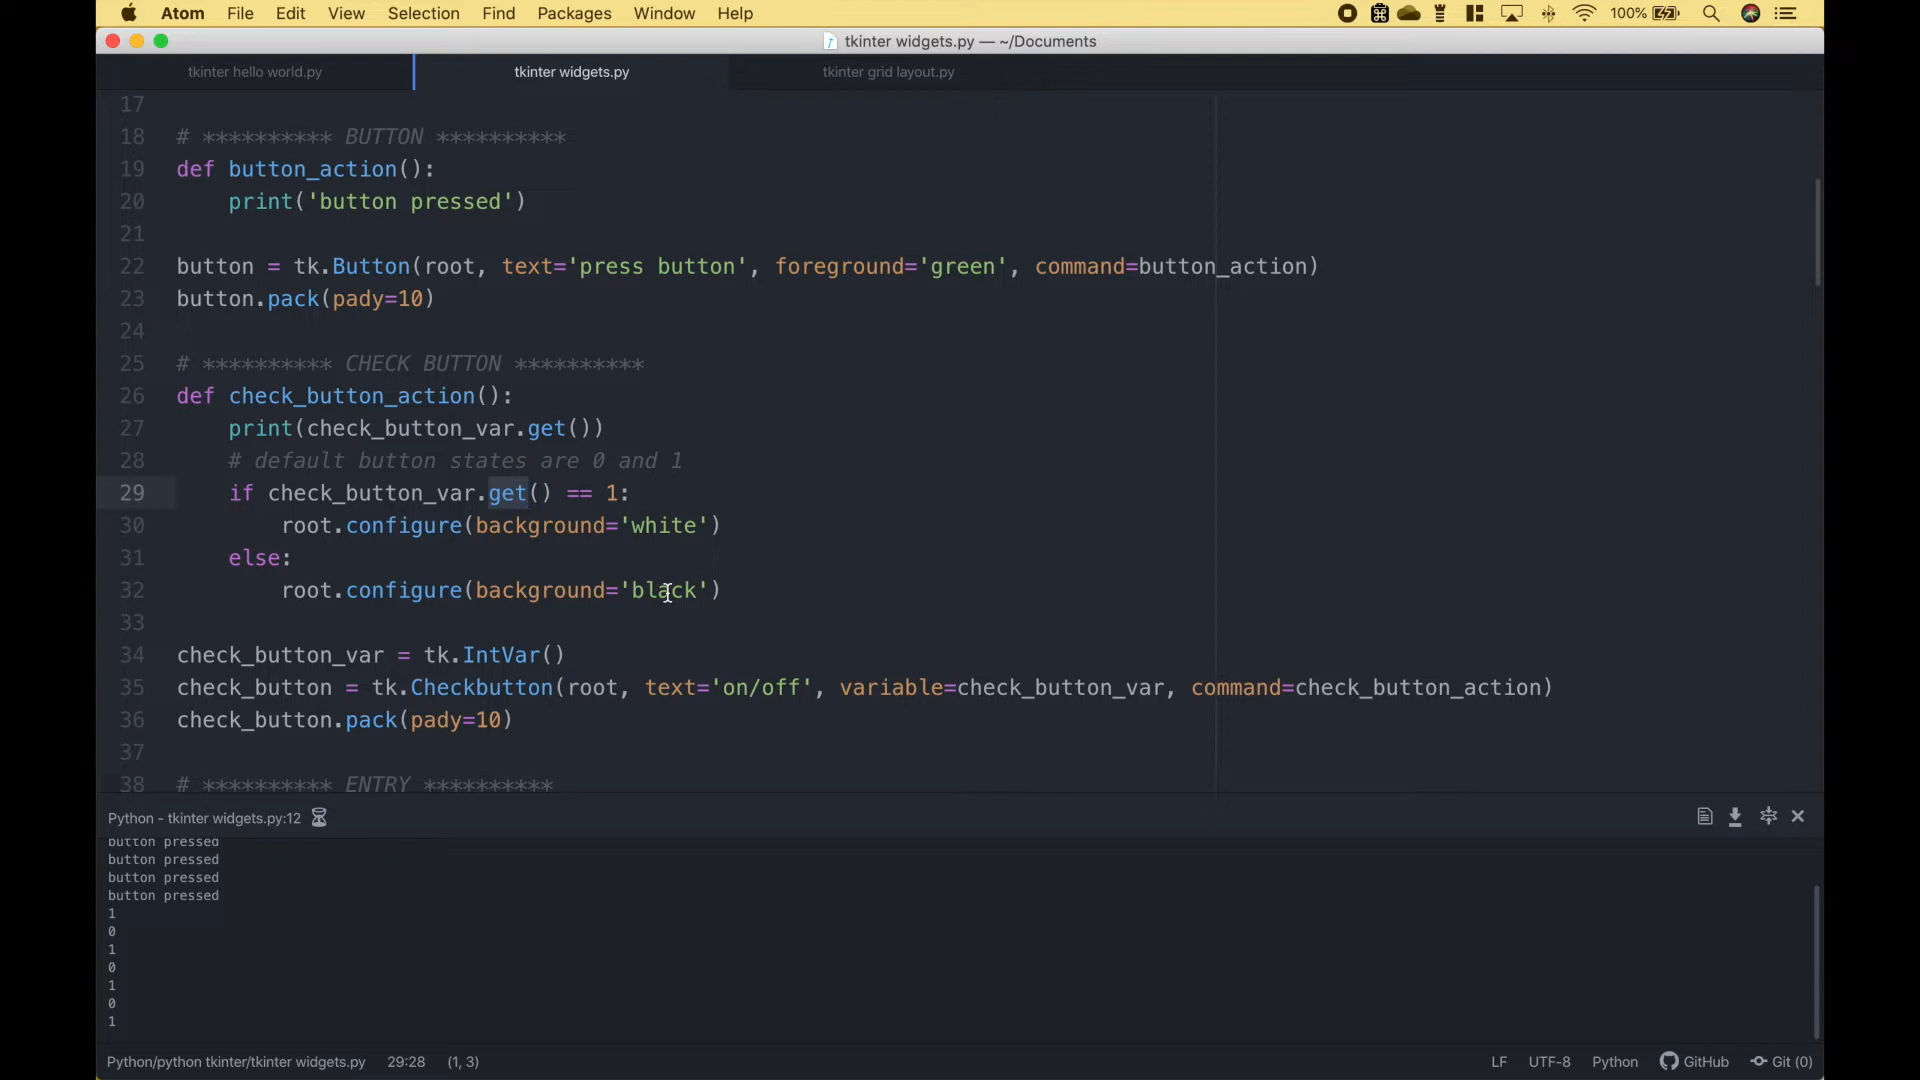 Atom File Edit View Selection Find Packages Window Help 100%
tkinter widgets.py — ~/Documents
tkinter hello world.py tkinter widgets.py tkinter grid layout.py
17
18 # ********** BUTTON **********
19 def button_action():
20 print('button pressed')
21
22 button = tk.Button(root, text='press button', foreground='green', command=button_action)
23 button.pack(pady=10)
24
25 # ********** CHECK BUTTON **********
26 def check_button_action():
27 print(check_button_var.get())
28 # default button states are 0 and 1
29 if check_button_var.get() == 1:
30 root.configure(background='white')
31 else:
32 root.configure(background='black')
33
34 check_button_var = tk.IntVar()
35 check_button = tk.Checkbutton(root, text='on/off', variable=check_button_var, command=check_button_action)
36 check_button.pack(pady=10)
37
38 # ********** ENTRY **********
Python - tkinter widgets.py:12
button pressed
button pressed
button pressed
button pressed
1
0
1
0
1
0
1
Python/python tkinter/tkinter widgets.py 29:28 (1, 3) LF UTF-8 Python GitHub Git (0)